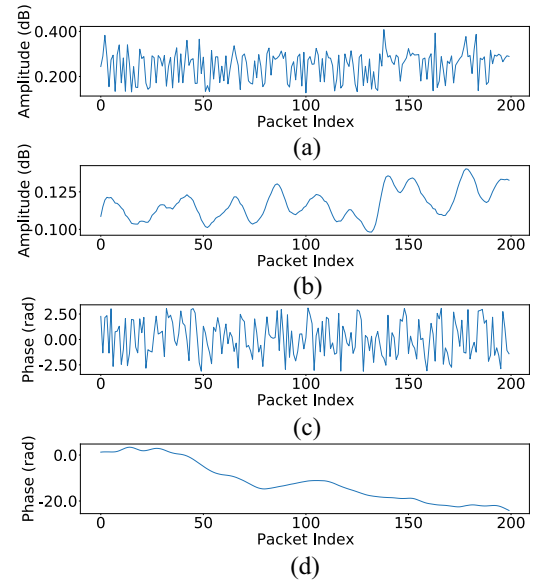 Amplitude (dB)
0.400
0.200
0
50
100
150
200
Packet Index
(a)
Amplitude (dB)
0.125
0.100
0
50
100
150
200
Packet Index
(b)
Phase (rad)
2.50
0.00
-2.50
0
50
100
150
200
Packet Index
(c)
Phase (rad)
0.0
-20.0
0
50
100
150
200
Packet Index
(d)